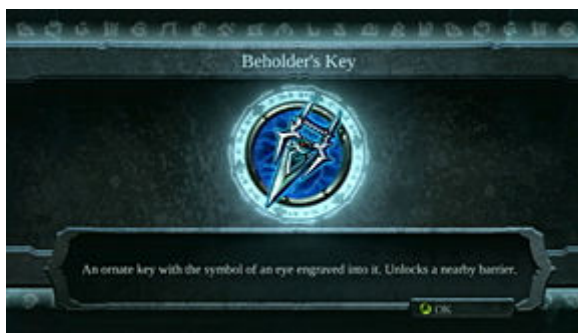 Beholder's Key
An ornate key with the symbol of an eye engraved into it. Unlocks a nearby barrier.
OK